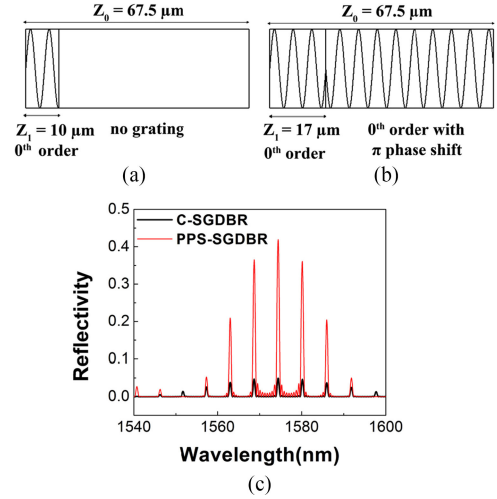 Z0 = 67.5 µm
Z1 = 10 µm no grating
0th order
(a)
Z0 = 67.5 µm
Z1 = 17 µm 0th order with
0th order π phase shift
(b)
0.5
0.4
0.3
0.2
0.1
0.0
Reflectivity
C-SGDBR
PPS-SGDBR
1540 1560 1580 1600
Wavelength(nm)
(c)